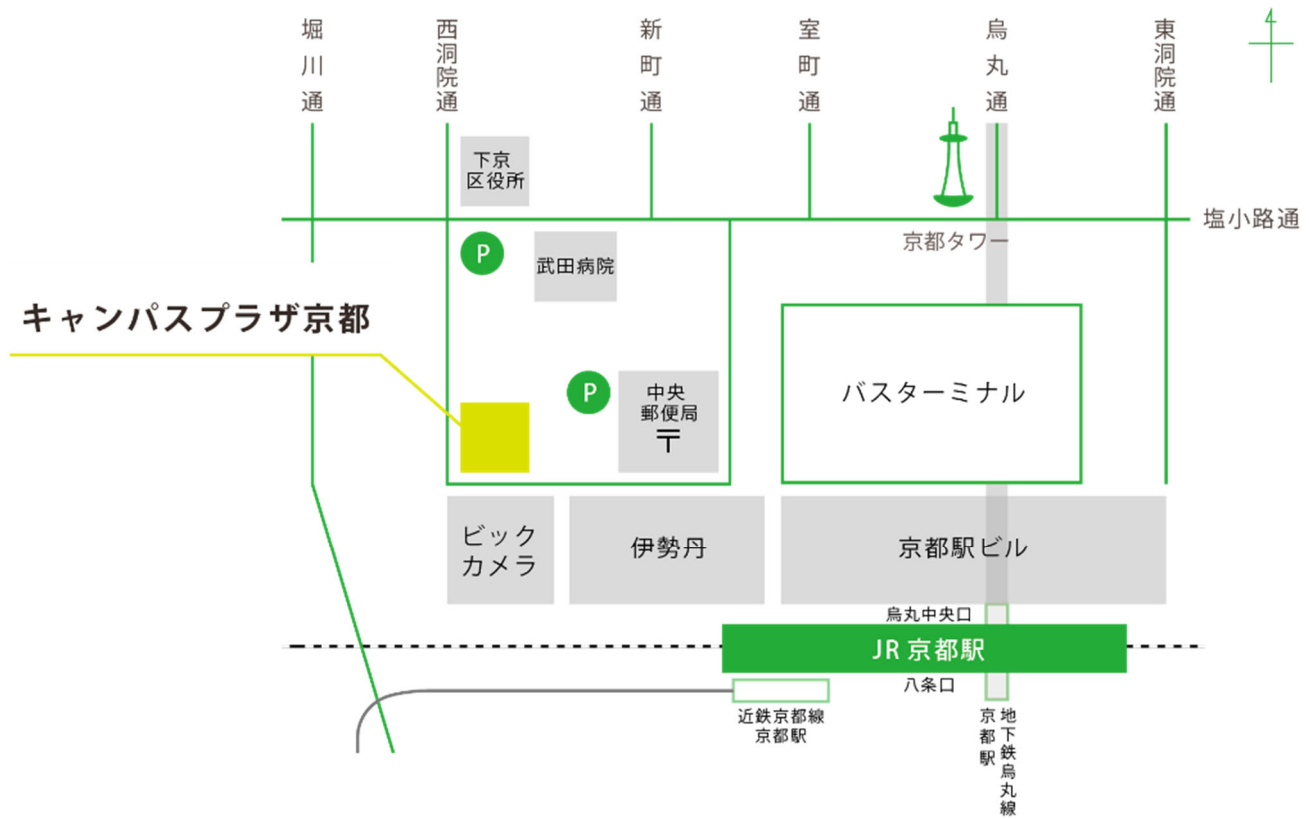 堀川通
西洞院通
新町通
室町通
烏丸通
東洞院通
下京
区役所
塩小路通
京都タワー
P
武田病院
キャンパスプラザ京都
P
中央
郵便局
〒
バスターミナル
ビック
カメラ
伊勢丹
京都駅ビル
烏丸中央口
JR 京都駅
八条口
近鉄京都線
京都駅
地下鉄烏丸線
京都駅